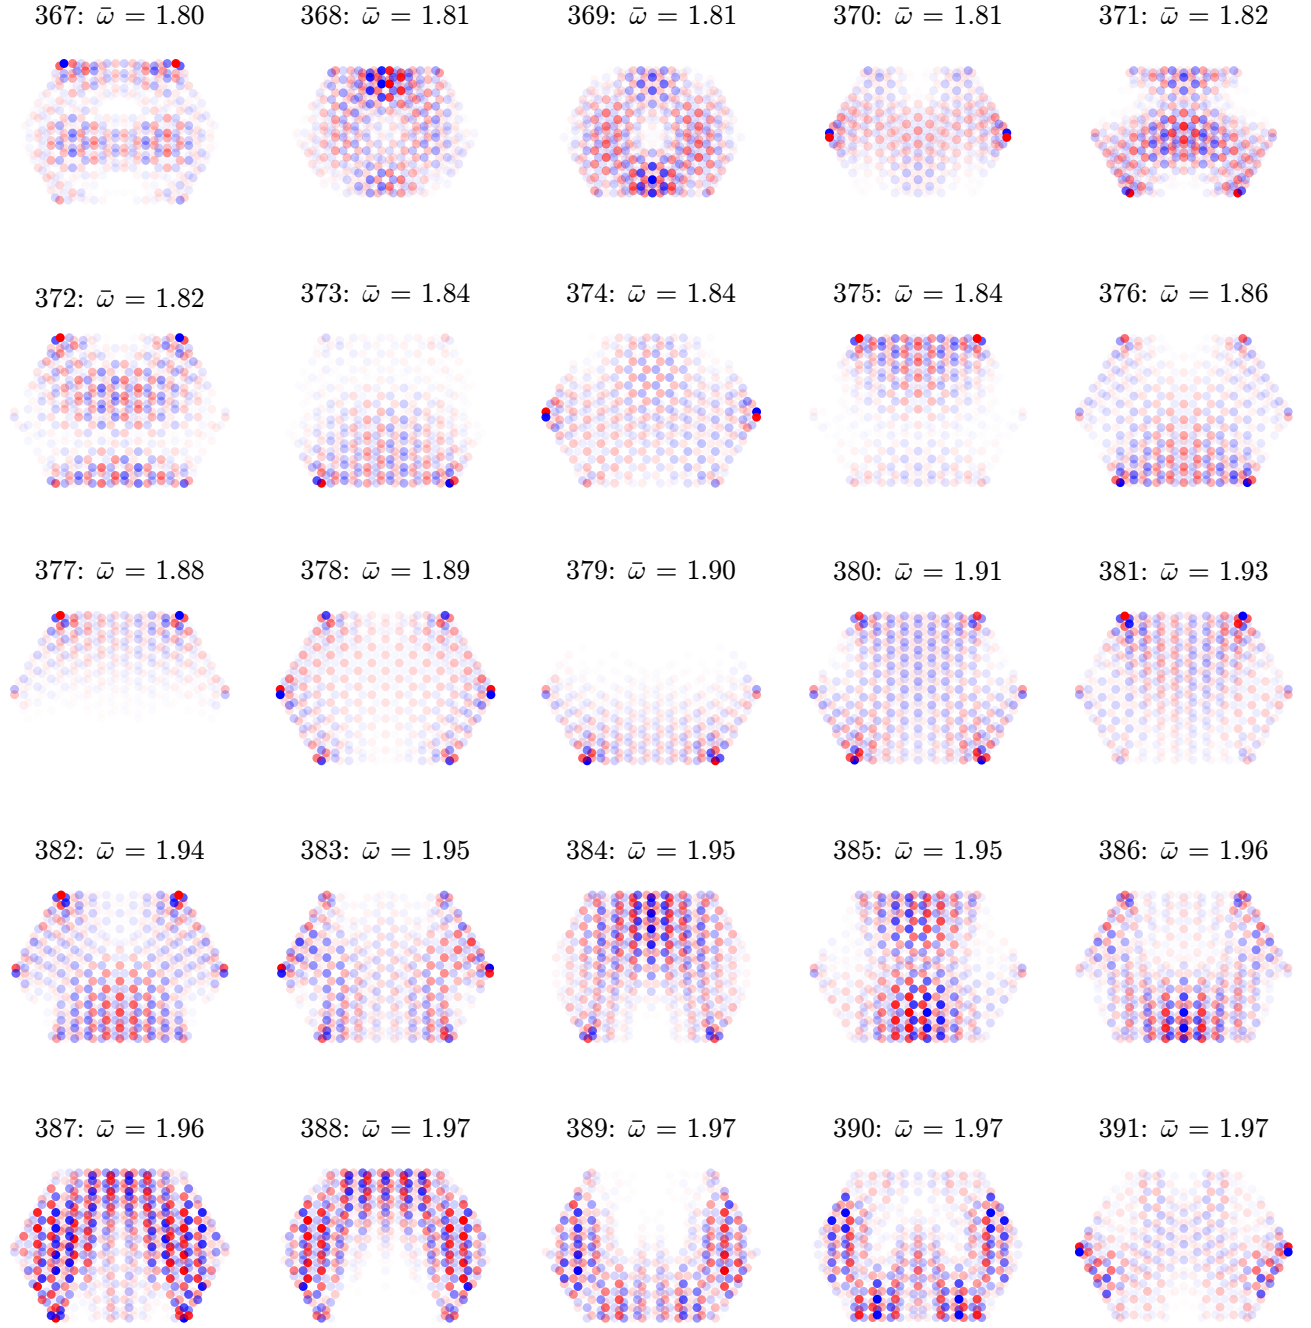 367: ω̄ = 1.80 368: ω̄ = 1.81 369: ω̄ = 1.81 370: ω̄ = 1.81 371: ω̄ = 1.82
372: ω̄ = 1.82 373: ω̄ = 1.84 374: ω̄ = 1.84 375: ω̄ = 1.84 376: ω̄ = 1.86
377: ω̄ = 1.88 378: ω̄ = 1.89 379: ω̄ = 1.90 380: ω̄ = 1.91 381: ω̄ = 1.93
382: ω̄ = 1.94 383: ω̄ = 1.95 384: ω̄ = 1.95 385: ω̄ = 1.95 386: ω̄ = 1.96
387: ω̄ = 1.96 388: ω̄ = 1.97 389: ω̄ = 1.97 390: ω̄ = 1.97 391: ω̄ = 1.97